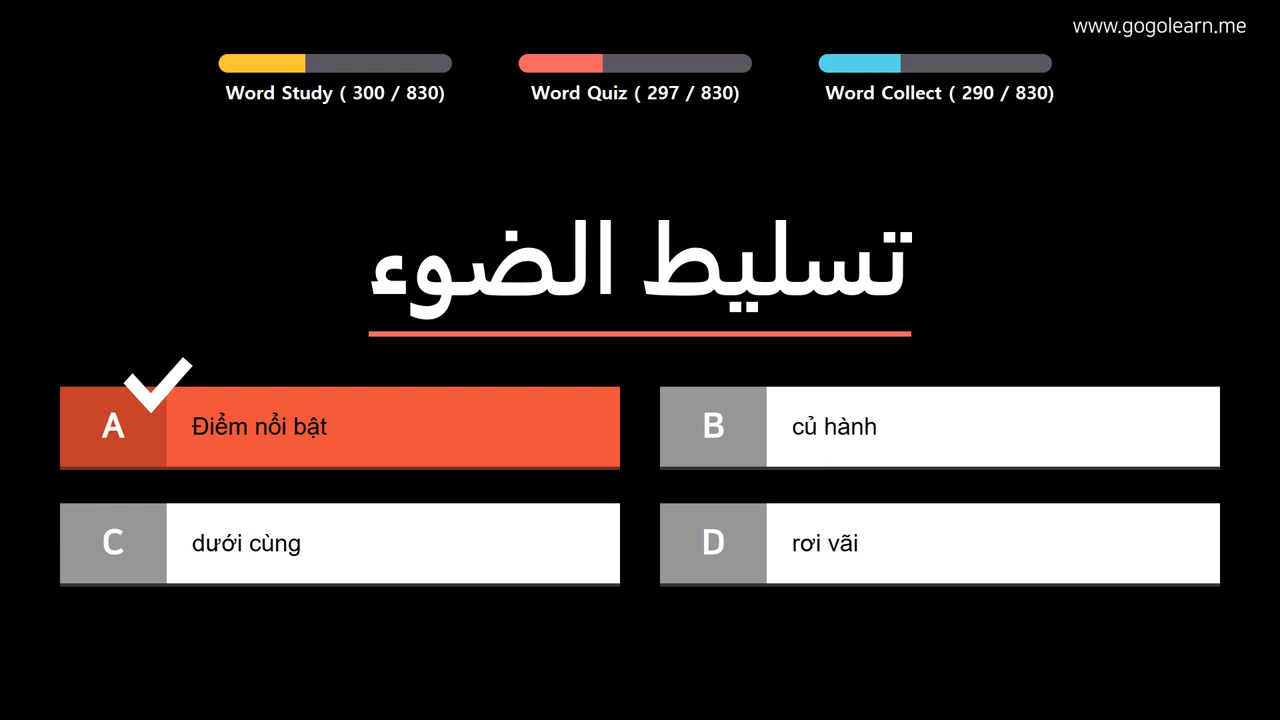 www.gogolearn.me
Word Study ( 300 / 830)
Word Quiz ( 297 / 830)
Word Collect ( 290 / 830)
تسليط الضوء
A
Điểm nổi bật
B
củ hành
C
dưới cùng
D
rơi vãi